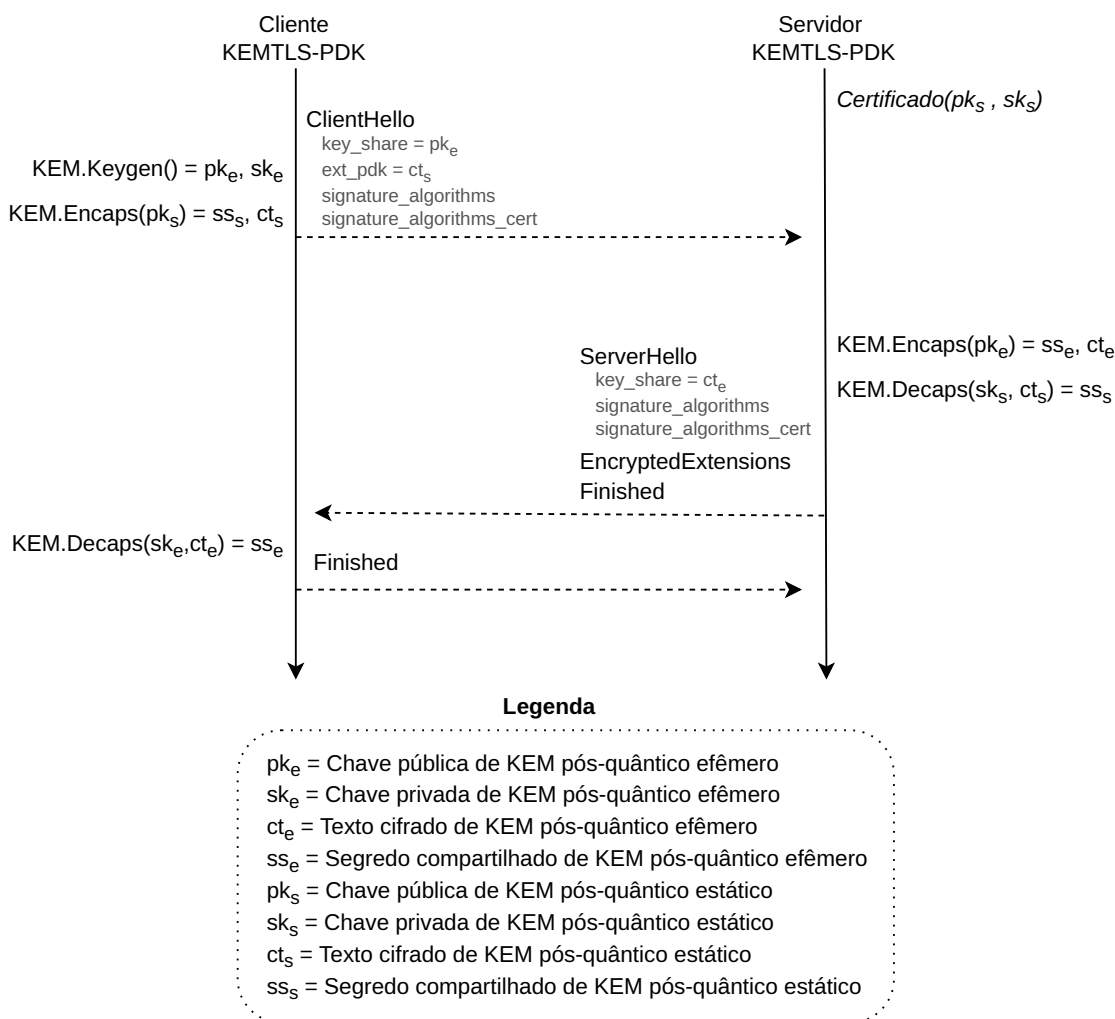 Cliente
KEMTLS-PDK
Servidor
KEMTLS-PDK
Certificado(pks , sks)
ClientHello
key_share = pke
ext_pdk = cts
signature_algorithms
signature_algorithms_cert
KEM.Keygen() = pke, ske
KEM.Encaps(pks) = sss, cts
KEM.Encaps(pke) = sse, cte
KEM.Decaps(sks, cts) = sss
ServerHello
key_share = cte
signature_algorithms
signature_algorithms_cert
EncryptedExtensions
Finished
KEM.Decaps(ske,cte) = sse
Finished
Legenda
pke = Chave pública de KEM pós-quântico efêmero
ske = Chave privada de KEM pós-quântico efêmero
cte = Texto cifrado de KEM pós-quântico efêmero
sse = Segredo compartilhado de KEM pós-quântico efêmero
pks = Chave pública de KEM pós-quântico estático
sks = Chave privada de KEM pós-quântico estático
cts = Texto cifrado de KEM pós-quântico estático
sss = Segredo compartilhado de KEM pós-quântico estático